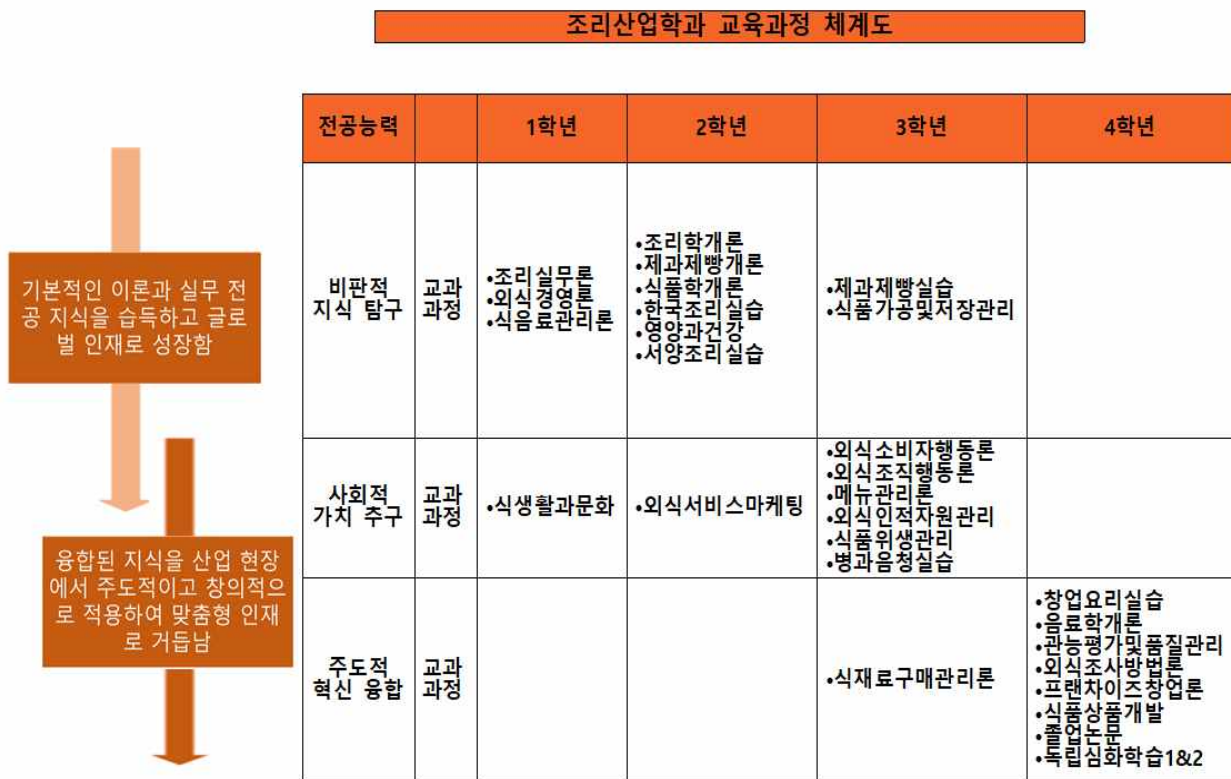 조리산업학과 교육과정 체계도
전공능력
1학년
2학년
3학년
4학년
기본적인 이론과 실무 전
공 지식을 습득하고 글로
벌 인재로 성장함
비판적
지식 탐구
교과
과정
•조리실무론
•외식경영론
•식음료관리론
•조리학개론
•제과제빵개론
•식품학개론
•한국조리실습
•영양과건강
•서양조리실습
•제과제빵실습
•식품가공및저장관리
사회적
가치 추구
교과
과정
•식생활과문화
•외식서비스마케팅
•외식소비자행동론
•외식조직행동론
•메뉴관리론
•외식인적자원관리
•식품위생관리
•병과음청실습
융합된 지식을 산업 현장
에서 주도적이고 창의적으
로 적용하여 맞춤형 인재
로 거듭남
주도적
혁신 융합
교과
과정
•식재료구매관리론
•창업요리실습
•음료학개론
•관능평가및품질관리
•외식조사방법론
•프랜차이즈창업론
•식품상품개발
•졸업논문
•독립심화학습1&2